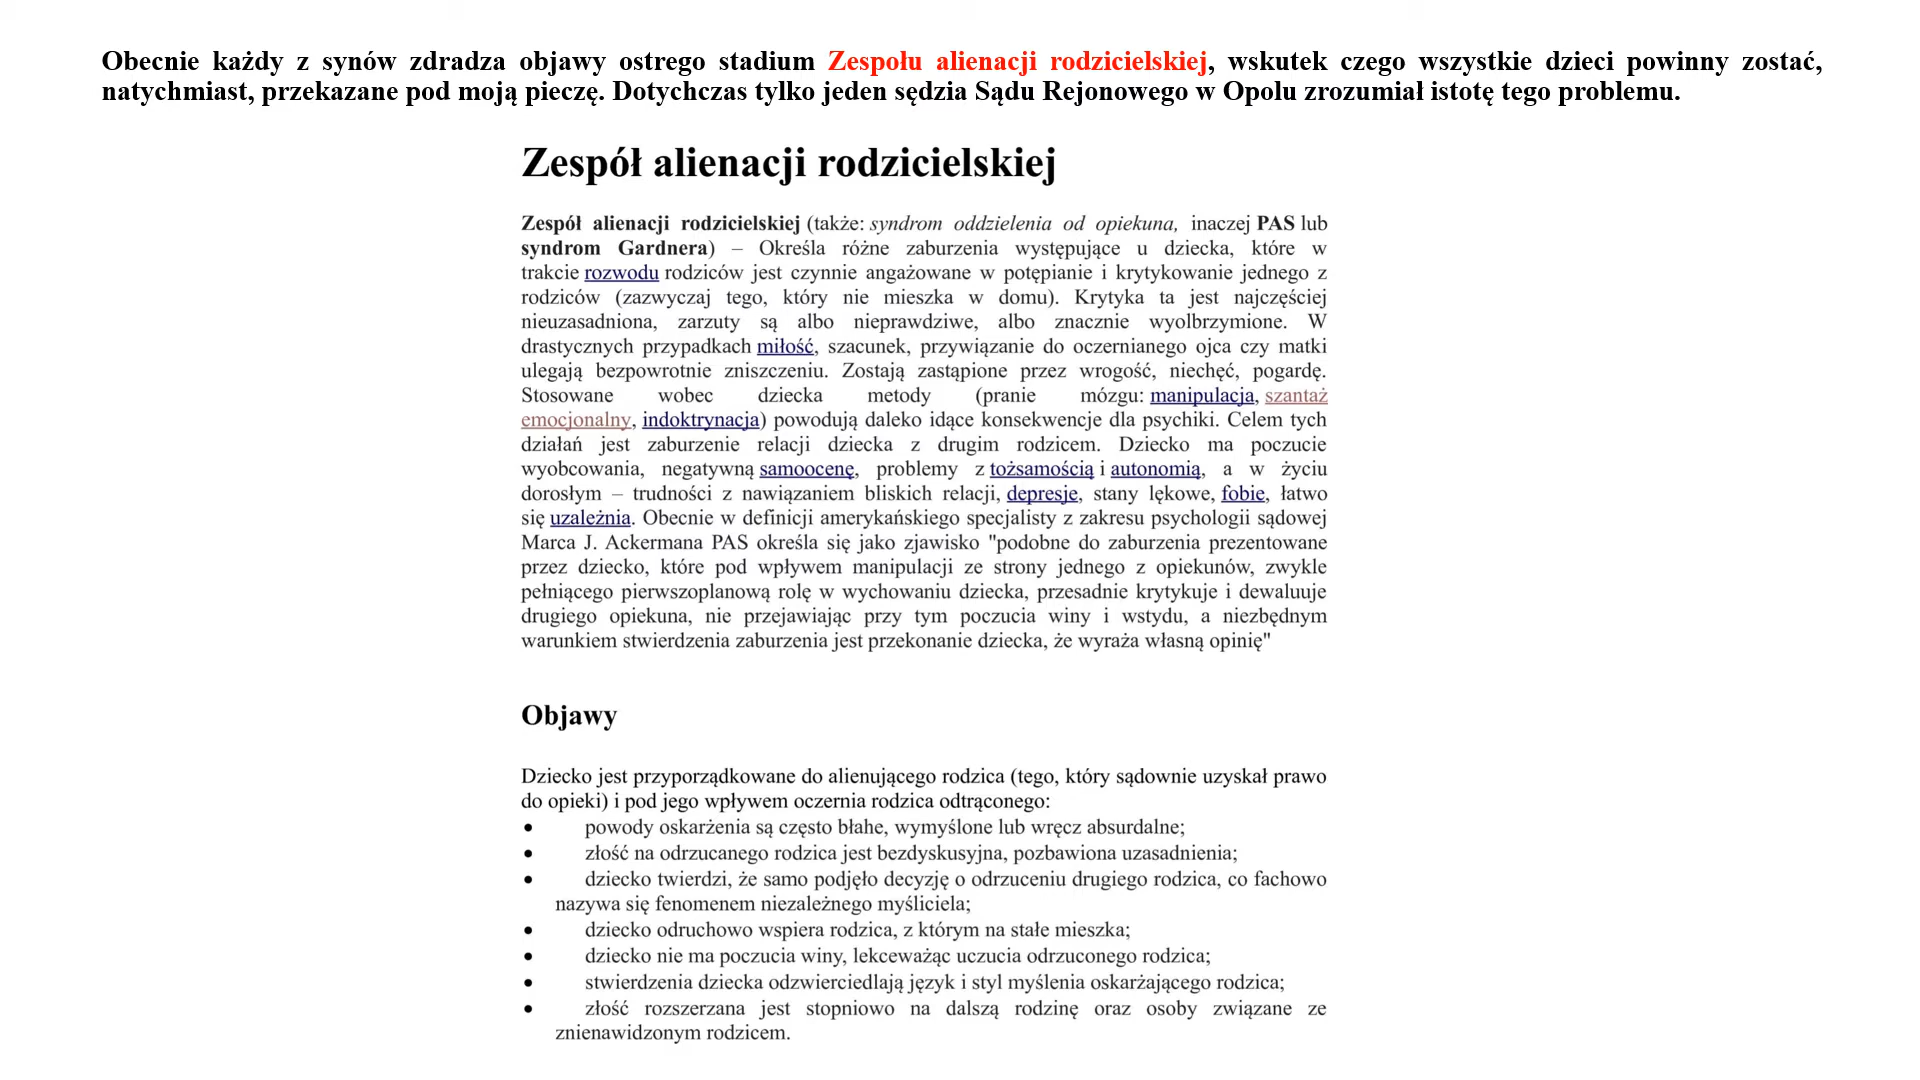 Obecnie każdy z synów zdradza objawy ostrego stadium Zespołu alienacji rodzicielskiej, wskutek czego wszystkie dzieci powinny zostać,
natychmiast, przekazane pod moją pieczę. Dotychczas tylko jeden sędzia Sądu Rejonowego w Opolu zrozumiał istotę tego problemu.
Zespół alienacji rodzicielskiej
Zespół alienacji rodzicielskiej (także: syndrom oddzielenia od opiekuna, inaczej PAS lub
syndrom Gardnera) – Określa różne zaburzenia występujące u dziecka, które w
trakcie rozwodu rodziców jest czynnie angażowane w potępianie i krytykowanie jednego z
rodziców (zazwyczaj tego, który nie mieszka w domu). Krytyka ta jest najczęściej
nieuzasadniona, zarzuty są albo nieprawdziwe, albo znacznie wyolbrzymione. W
drastycznych przypadkach miłość, szacunek, przywiązanie do oczernianego ojca czy matki
ulegają bezpowrotnie zniszczeniu. Zostają zastąpione przez wrogość, niechęć, pogardę.
Stosowane wobec dziecka metody (pranie mózgu: manipulacja, szantaż
emocjonalny, indoktrynacja) powodują daleko idące konsekwencje dla psychiki. Celem tych
działań jest zaburzenie relacji dziecka z drugim rodzicem. Dziecko ma poczucie
wyobcowania, negatywną samoocenę, problemy z tożsamością i autonomią, a w życiu
dorosłym – trudności z nawiązaniem bliskich relacji, depresje, stany lękowe, fobie, łatwo
się uzależnia. Obecnie w definicji amerykańskiego specjalisty z zakresu psychologii sądowej
Marca J. Ackermana PAS określa się jako zjawisko "podobne do zaburzenia prezentowane
przez dziecko, które pod wpływem manipulacji ze strony jednego z opiekunów, zwykle
pełniącego pierwszoplanową rolę w wychowaniu dziecka, przesadnie krytykuje i dewaluuje
drugiego opiekuna, nie przejawiając przy tym poczucia winy i wstydu, a niezbędnym
warunkiem stwierdzenia zaburzenia jest przekonanie dziecka, że wyraża własną opinię"
Objawy
Dziecko jest przyporządkowane do alienującego rodzica (tego, który sądownie uzyskał prawo
do opieki) i pod jego wpływem oczernia rodzica odtrąconego:
• powody oskarżenia są często błahe, wymyślone lub wręcz absurdalne;
• złość na odrzucanego rodzica jest bezdyskusyjna, pozbawiona uzasadnienia;
• dziecko twierdzi, że samo podjęło decyzję o odrzuceniu drugiego rodzica, co fachowo
nazywa się fenomenem niezależnego myśliciela;
• dziecko odruchowo wspiera rodzica, z którym na stałe mieszka;
• dziecko nie ma poczucia winy, lekceważąc uczucia odrzuconego rodzica;
• stwierdzenia dziecka odzwierciedlają język i styl myślenia oskarżającego rodzica;
• złość rozszerzana jest stopniowo na dalszą rodzinę oraz osoby związane ze
znienawidzonym rodzicem.